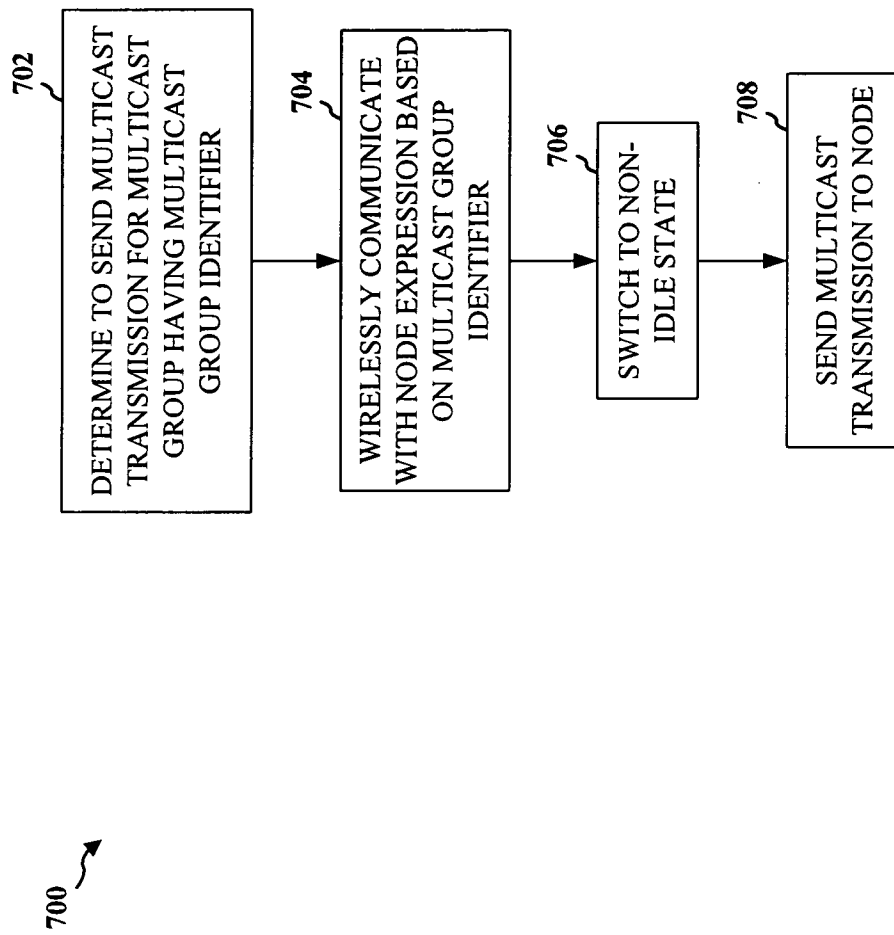 700
702
DETERMINE TO SEND MULTICAST
TRANSMISSION FOR MULTICAST
GROUP HAVING MULTICAST
GROUP IDENTIFIER
704
WIRELESSLY COMMUNICATE
WITH NODE EXPRESSION BASED
ON MULTICAST GROUP
IDENTIFIER
706
SWITCH TO NON-
IDLE STATE
708
SEND MULTICAST
TRANSMISSION TO NODE